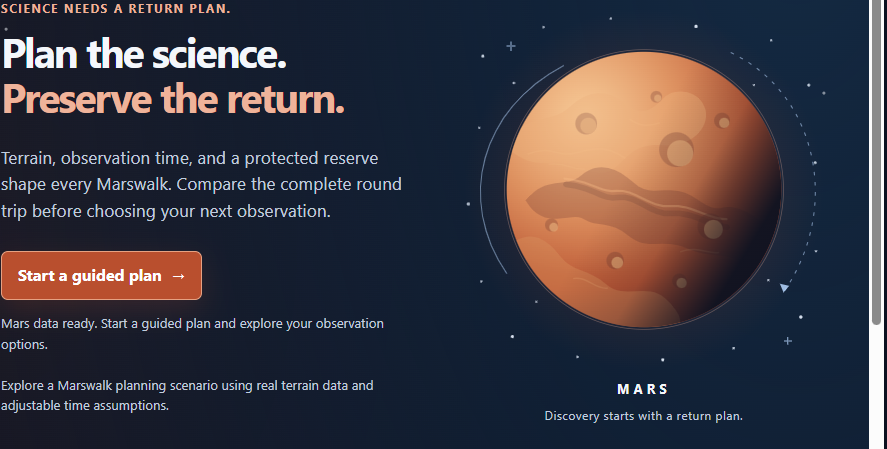 SCIENCE NEEDS A RETURN PLAN.
Plan the science.
Preserve the return.
Terrain, observation time, and a protected reserve
shape every Marswalk. Compare the complete round
trip before choosing your next observation.
Start a guided plan →
Mars data ready. Start a guided plan and explore your observation
options.
Explore a Marswalk planning scenario using real terrain data and
adjustable time assumptions.
MARS
Discovery starts with a return plan.